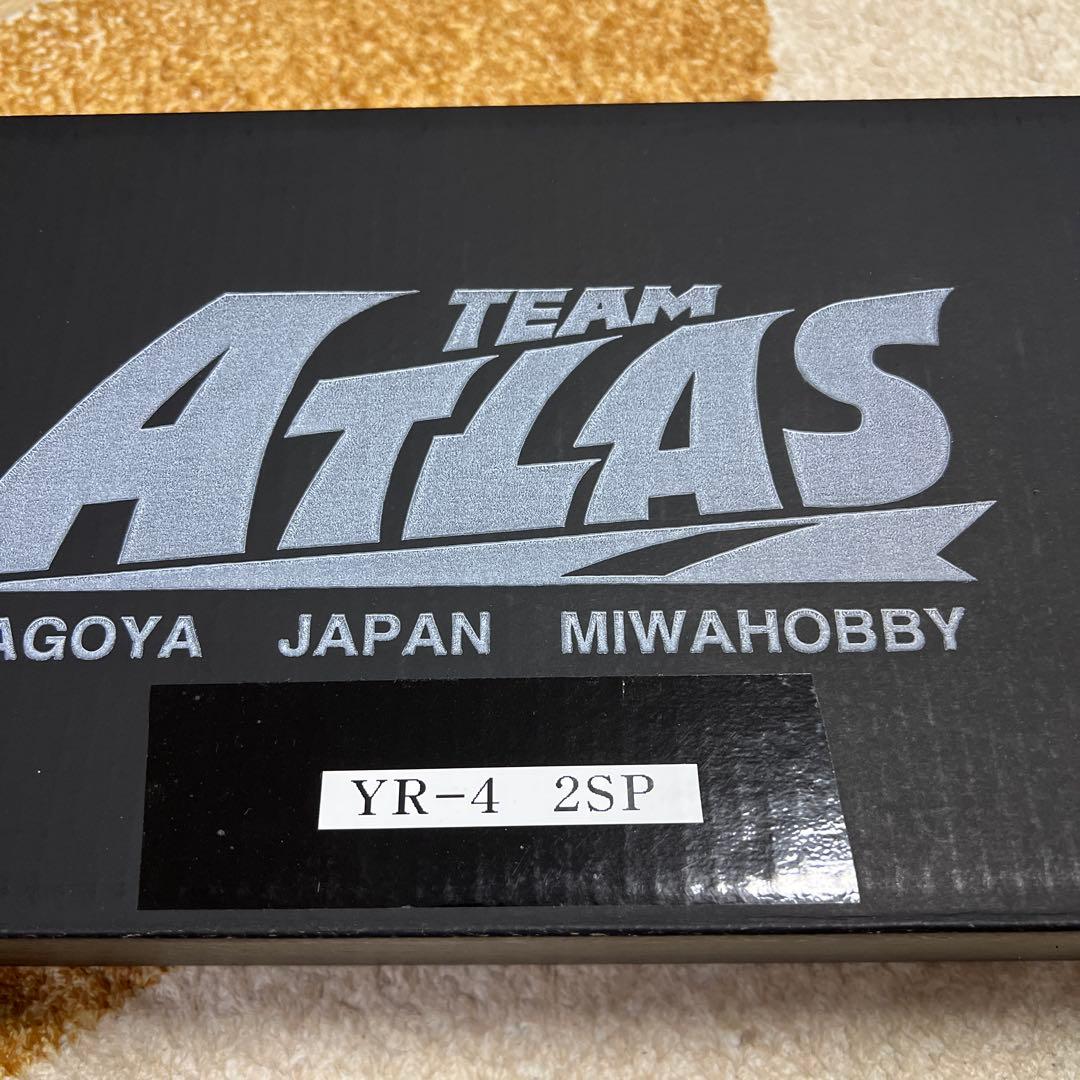 TEAM
ATLAS
AGOYA JAPAN MIWAHOBBY
YR-4 2SP